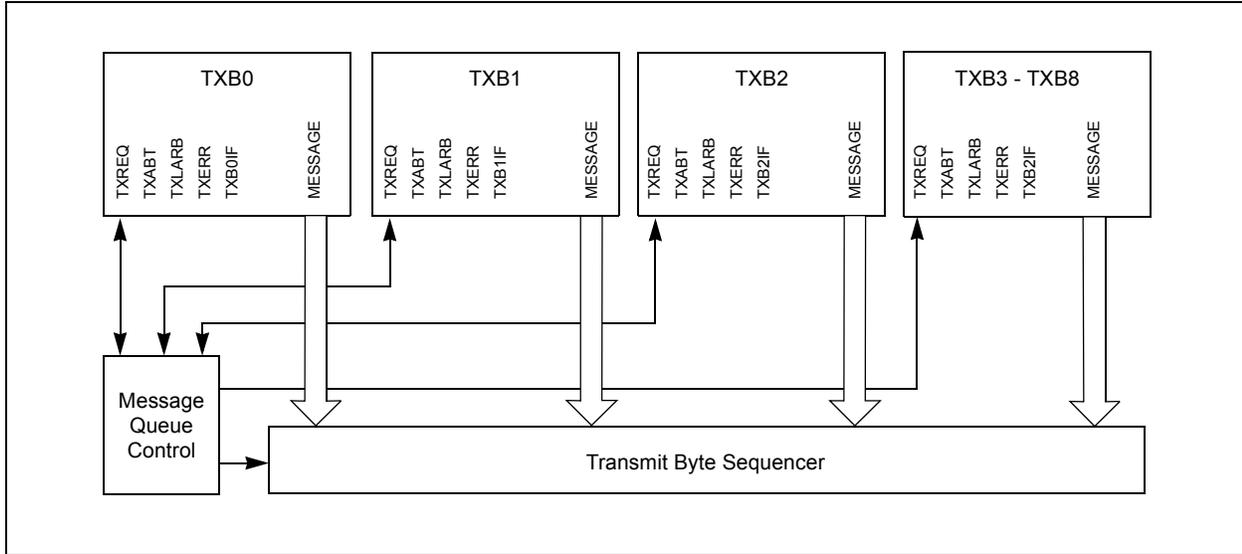 TXB0
TXREQ
TXABT
TXLARB
TXERR
TXB0IF
MESSAGE
TXB1
TXREQ
TXABT
TXLARB
TXERR
TXB1IF
MESSAGE
TXB2
TXREQ
TXABT
TXLARB
TXERR
TXB2IF
MESSAGE
TXB3 - TXB8
TXREQ
TXABT
TXLARB
TXERR
TXB2IF
MESSAGE
Message
Queue
Control
Transmit Byte Sequencer